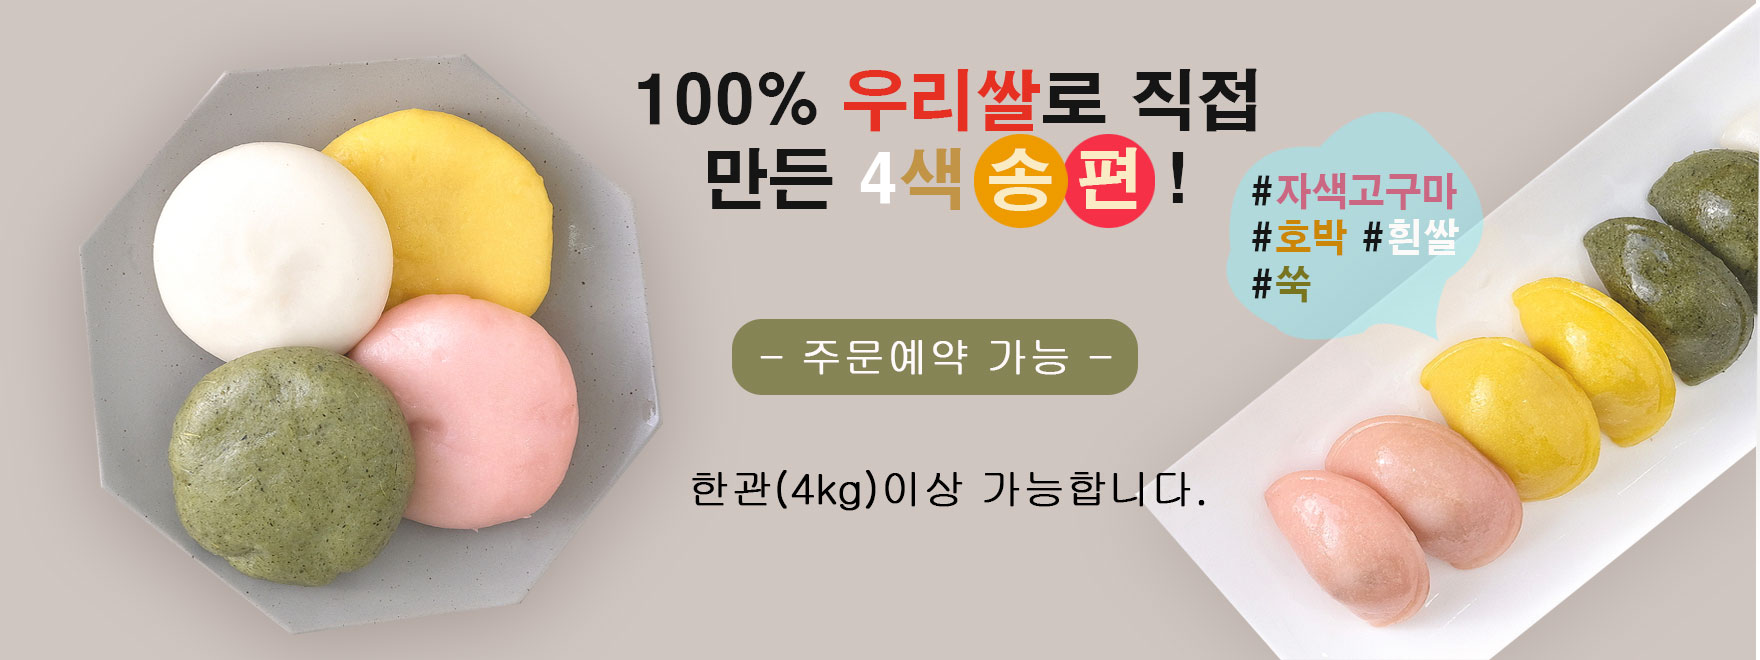 100% 우리쌀로 직접
만든 4색 송편!
#자색고구마
#호박 #흰쌀
#쑥
- 주문예약 가능 -
한관(4kg)이상 가능합니다.